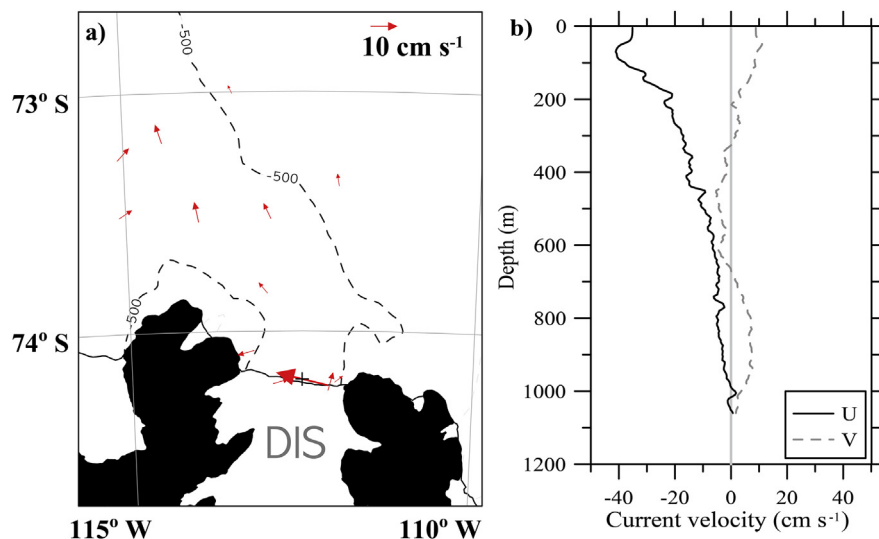 a)
-500
10 cm s-1
73° S
-500
-500
74° S
DIS
115° W
110° W
b)
0
200
400
600
800
1000
1200
Depth (m)
U
V
-40
-20
0
20
40
Current velocity (cm s-1)